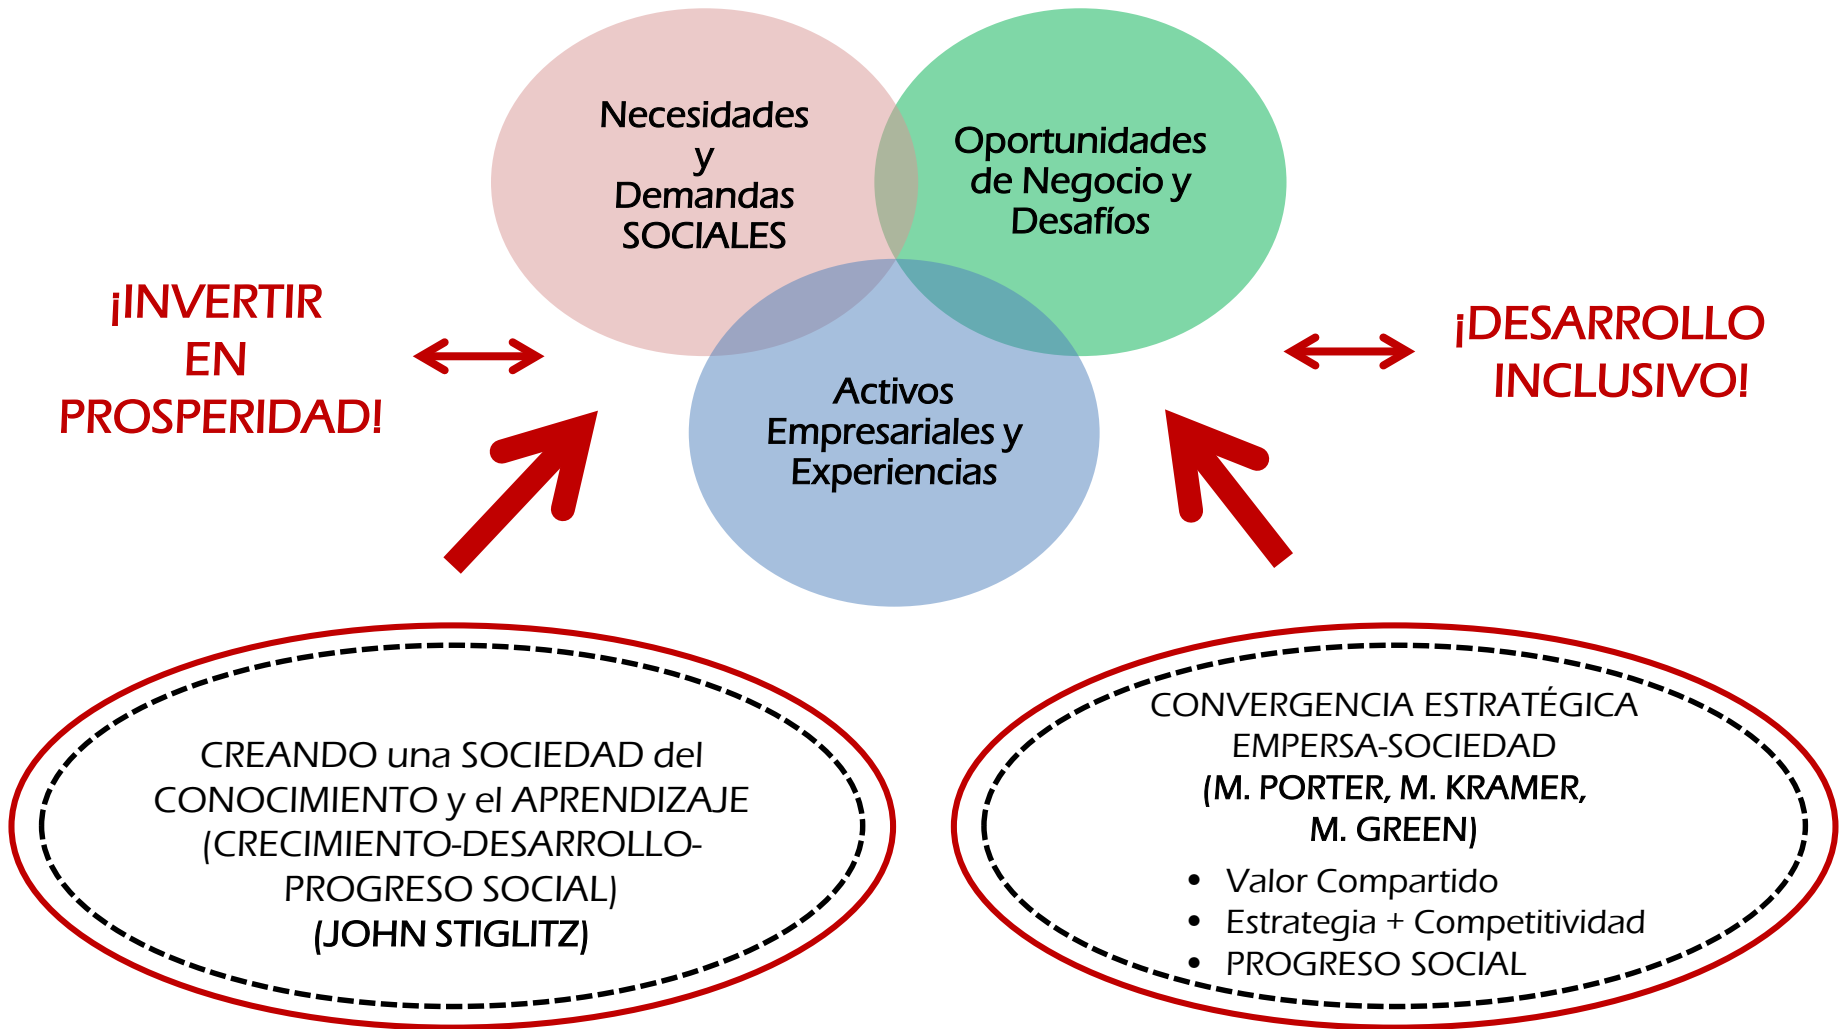 Necesidades
y
Demandas
SOCIALES
Oportunidades
de Negocio y
Desafíos
Activos
Empresariales y
Experiencias
¡INVERTIR
EN
PROSPERIDAD!
¡DESARROLLO
INCLUSIVO!
CREANDO una SOCIEDAD del
CONOCIMIENTO y el APRENDIZAJE
(CRECIMIENTO-DESARROLLO-
PROGRESO SOCIAL)
(JOHN STIGLITZ)
CONVERGENCIA ESTRATÉGICA
EMPERSA-SOCIEDAD
(M. PORTER, M. KRAMER,
M. GREEN)
• Valor Compartido
• Estrategia + Competitividad
• PROGRESO SOCIAL